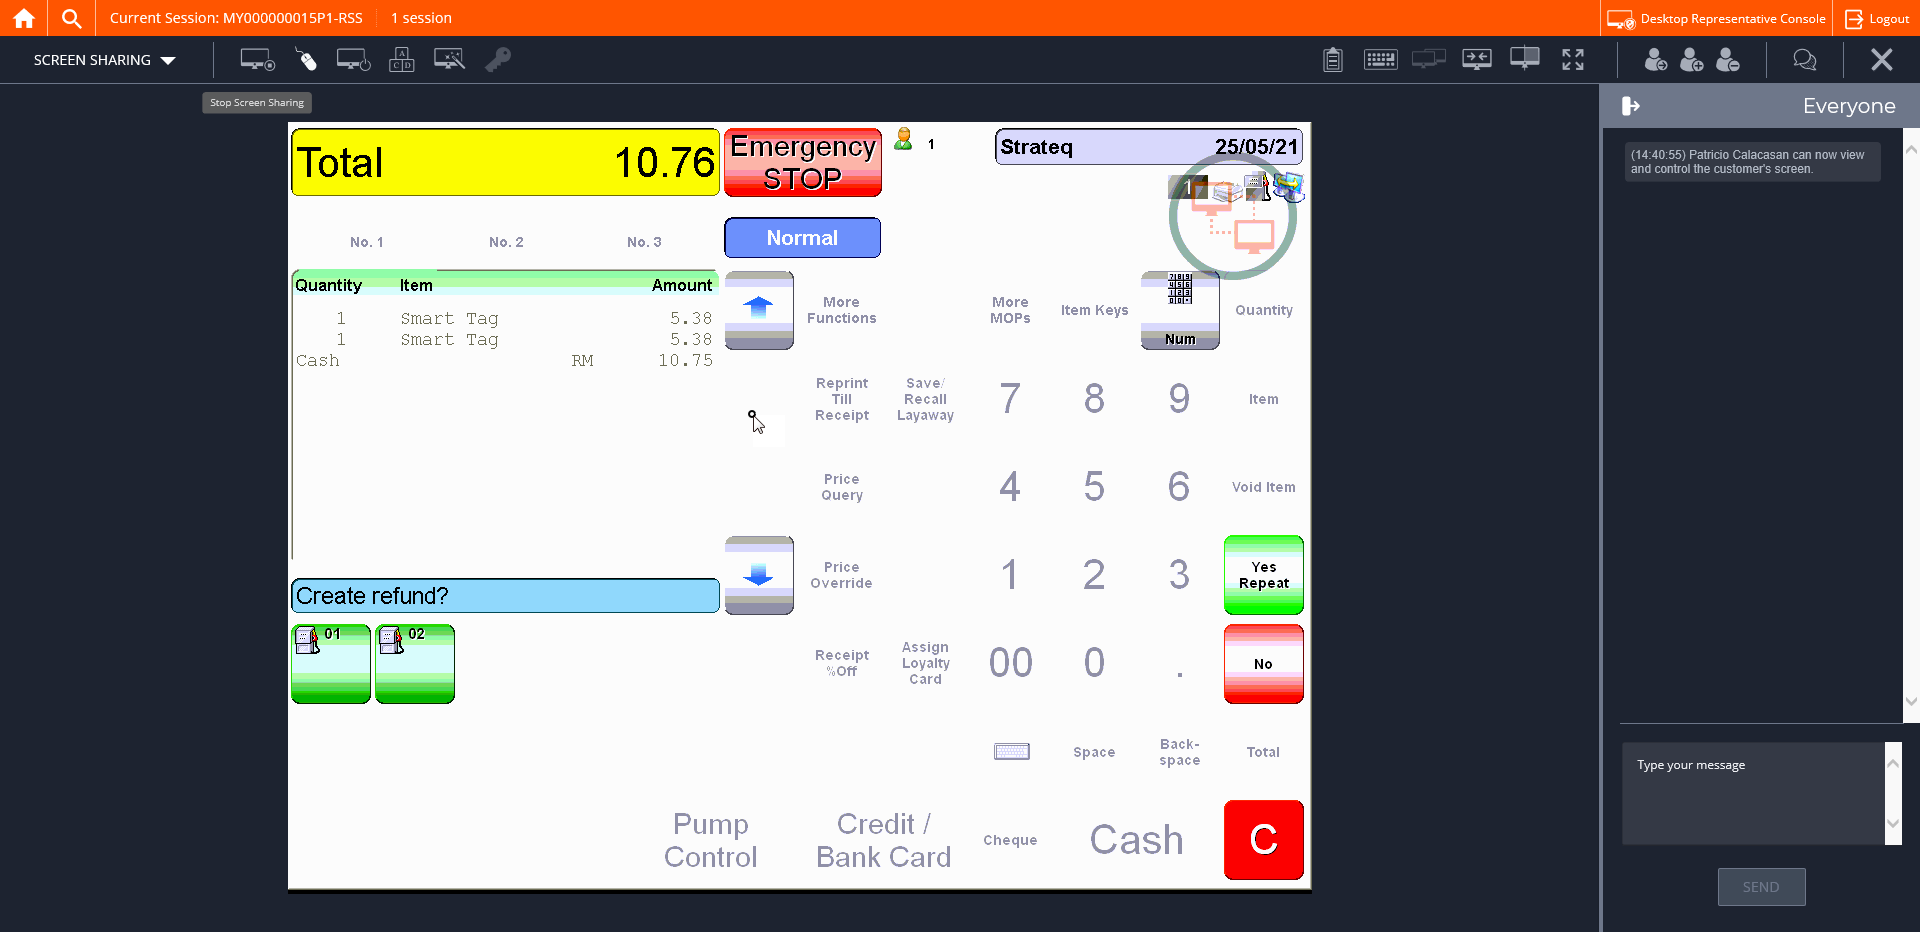 Current Session: MY000000015P1-RSS
1 session
Desktop Representative Console
Logout
SCREEN SHARING
A
C D
Stop Screen Sharing
Everyone
(14:40:55) Patricio Calacasan can now view
and control the customer's screen.
Total 10.76
Emergency
STOP
1
Strateq 25/05/21
1
No. 1 No. 2 No. 3
Normal
Quantity Item Amount
1 Smart Tag 5.38
1 Smart Tag 5.38
Cash RM 10.75
More
Functions
More
MOPs
Item Keys
Num
Quantity
Reprint
Till
Receipt
Save/
Recall
Layaway
7 8 9
Item
Price
Query
4 5 6
Void Item
Price
Override
1 2 3
Yes
Repeat
Create refund?
01 02
Receipt
%Off
Assign
Loyalty
Card
00 0 .
No
Space
Back-
space
Total
Pump
Control
Credit /
Bank Card
Cheque
Cash
C
Type your message
SEND